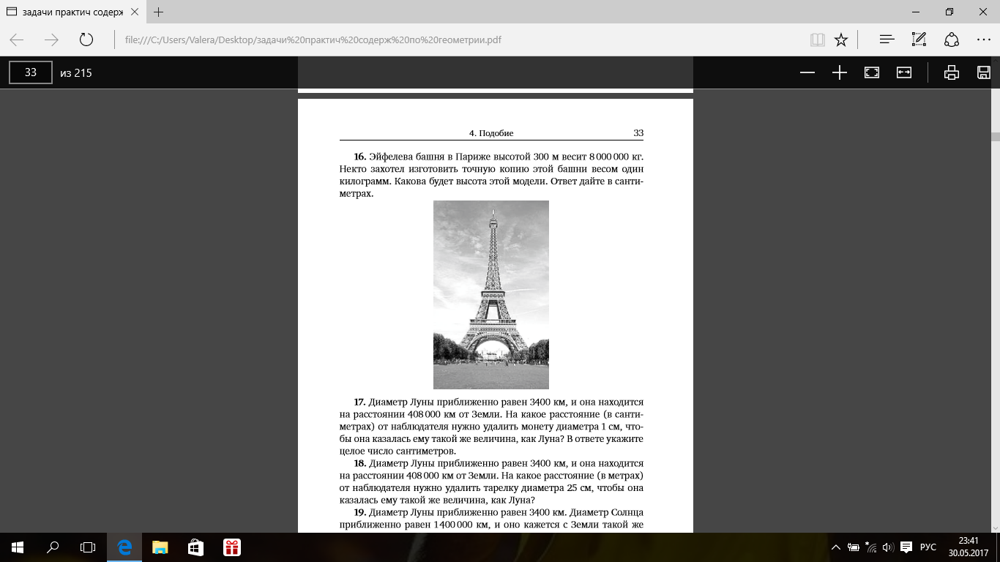 задачи практич содерж
file:///C:/Users/Valera/Desktop/задачи%20практич%20содерж%20по%20геометрии.pdf
33
из 215
4. Подобие 33
16. Эйфелева башня в Париже высотой 300 м весит 8 000 000 кг.
Некто захотел изготовить точную копию этой башни весом один
килограмм. Какова будет высота этой модели. Ответ дайте в санти-
метрах.
17. Диаметр Луны приближенно равен 3400 км, и она находится
на расстоянии 408 000 км от Земли. На какое расстояние (в санти-
метрах) от наблюдателя нужно удалить монету диаметра 1 см, что-
бы она казалась ему такой же величина, как Луна? В ответе укажите
целое число сантиметров.
18. Диаметр Луны приближенно равен 3400 км, и она находится
на расстоянии 408 000 км от Земли. На какое расстояние (в метрах)
от наблюдателя нужно удалить тарелку диаметра 25 см, чтобы она
казалась ему такой же величина, как Луна?
19. Диаметр Луны приближенно равен 3400 км. Диаметр Солнца
приближенно равен 1 400 000 км, и оно кажется с Земли такой же
РУС
23:41
30.05.2017